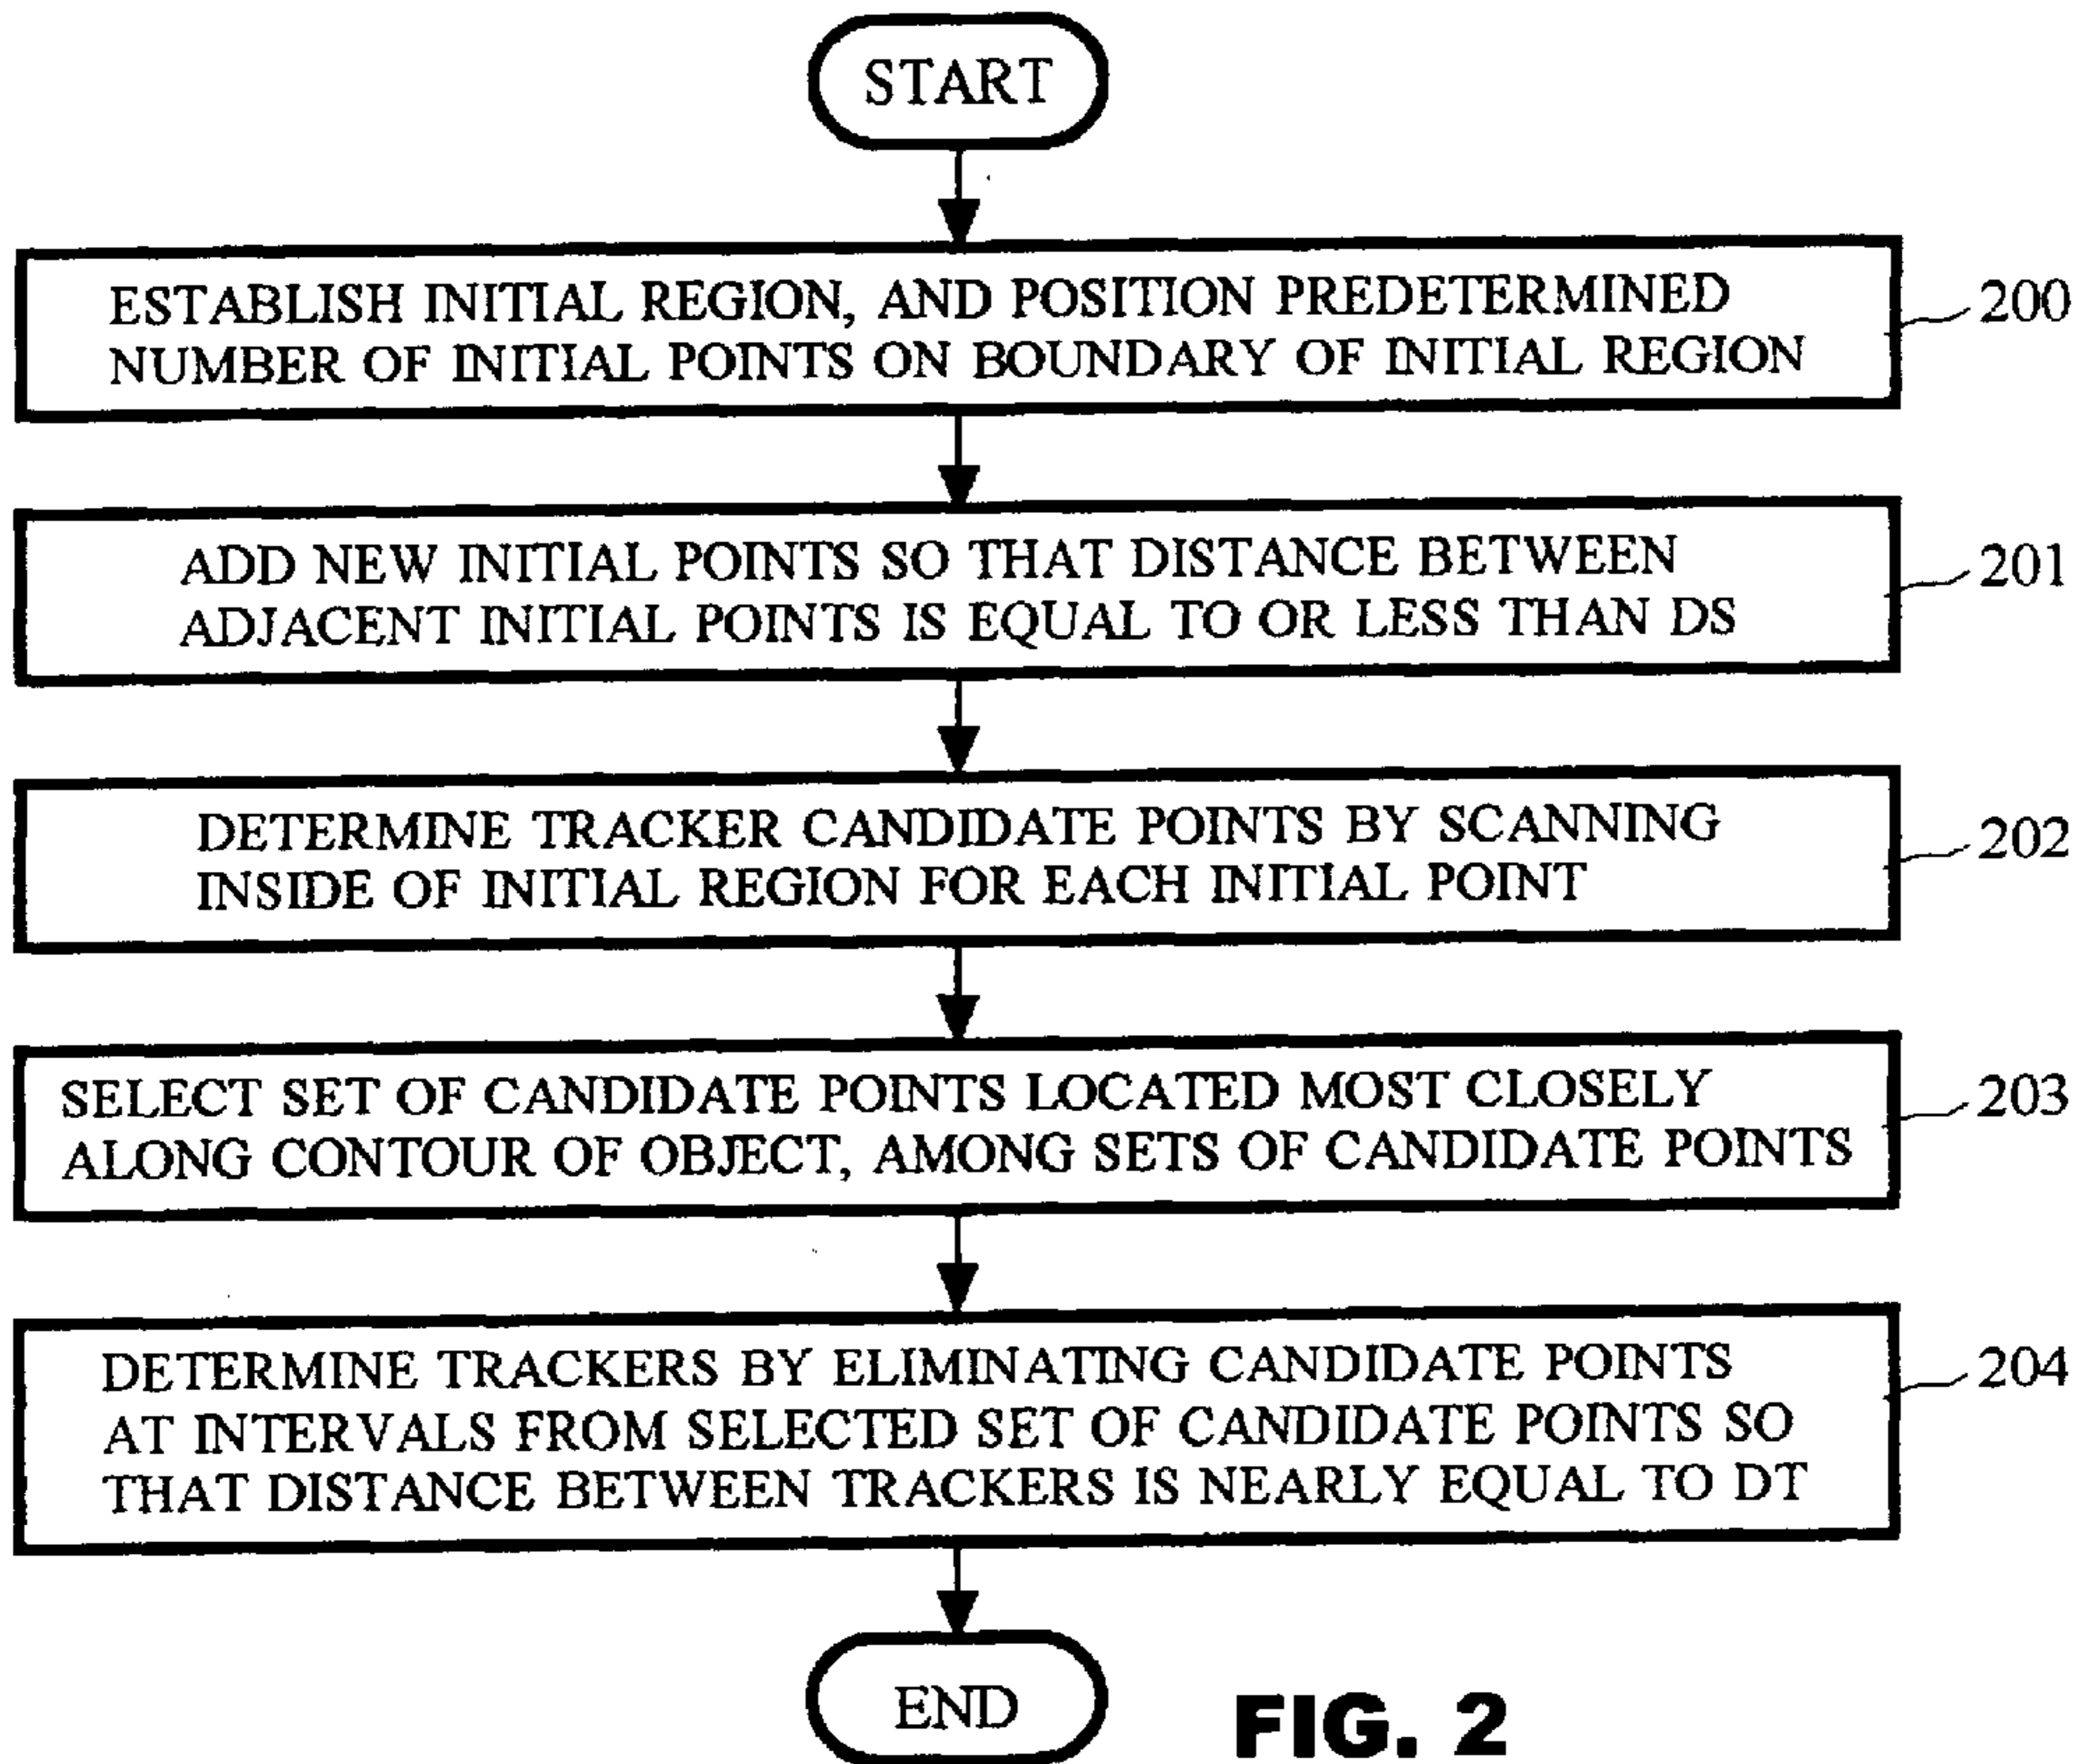 START
ESTABLISH INITIAL REGION, AND POSITION PREDETERMINED
NUMBER OF INITIAL POINTS ON BOUNDARY OF INITIAL REGION
200
ADD NEW INITIAL POINTS SO THAT DISTANCE BETWEEN
ADJACENT INITIAL POINTS IS EQUAL TO OR LESS THAN DS
201
DETERMINE TRACKER CANDIDATE POINTS BY SCANNING
INSIDE OF INITIAL REGION FOR EACH INITIAL POINT
202
SELECT SET OF CANDIDATE POINTS LOCATED MOST CLOSELY
ALONG CONTOUR OF OBJECT, AMONG SETS OF CANDIDATE POINTS
203
DETERMINE TRACKERS BY ELIMINATING CANDIDATE POINTS
AT INTERVALS FROM SELECTED SET OF CANDIDATE POINTS SO
THAT DISTANCE BETWEEN TRACKERS IS NEARLY EQUAL TO DT
204
END
FIG. 2